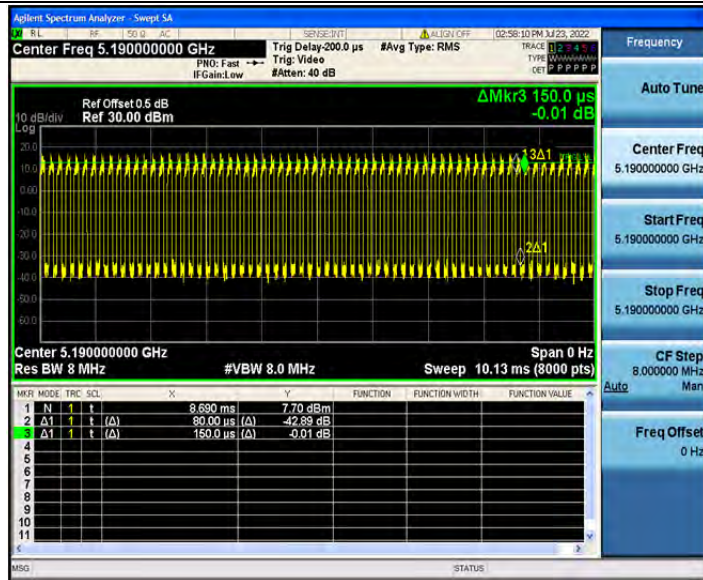 Agilent Spectrum Analyzer - Swept SA
RL RF 50 Ω AC SENSE:INT ALIGN OFF 02:58:10 PM Jul 23, 2022
Center Freq 5.190000000 GHz
PNO: Fast
IFGain:Low
Trig Delay-200.0 µs
Trig: Video
#Atten: 40 dB
#Avg Type: RMS
TRACE 1 2 3 4 5 6
TYPE WWWWWW
DET P P P P P P
Ref Offset 0.5 dB
10 dB/div Ref 30.00 dBm
Log
ΔMkr3 150.0 µs
-0.01 dB
20.0
10.0
0.00
-10.0
-20.0
-30.0
-40.0
-50.0
-60.0
1 3Δ1
2Δ1
Center 5.190000000 GHz Span 0 Hz
Res BW 8 MHz #VBW 8.0 MHz Sweep 10.13 ms (8000 pts)
MKR MODE TRC SCL X Y FUNCTION FUNCTION WIDTH FUNCTION VALUE
1 N 1 t 8.690 ms 7.70 dBm
2 Δ1 1 t (Δ) 80.00 µs (Δ) -42.89 dB
3 Δ1 1 t (Δ) 150.0 µs (Δ) -0.01 dB
4
5
6
7
8
9
10
11
MSG STATUS
Frequency
Auto Tune
Center Freq
5.190000000 GHz
Start Freq
5.190000000 GHz
Stop Freq
5.190000000 GHz
CF Step
8.000000 MHz
Auto Man
Freq Offset
0 Hz